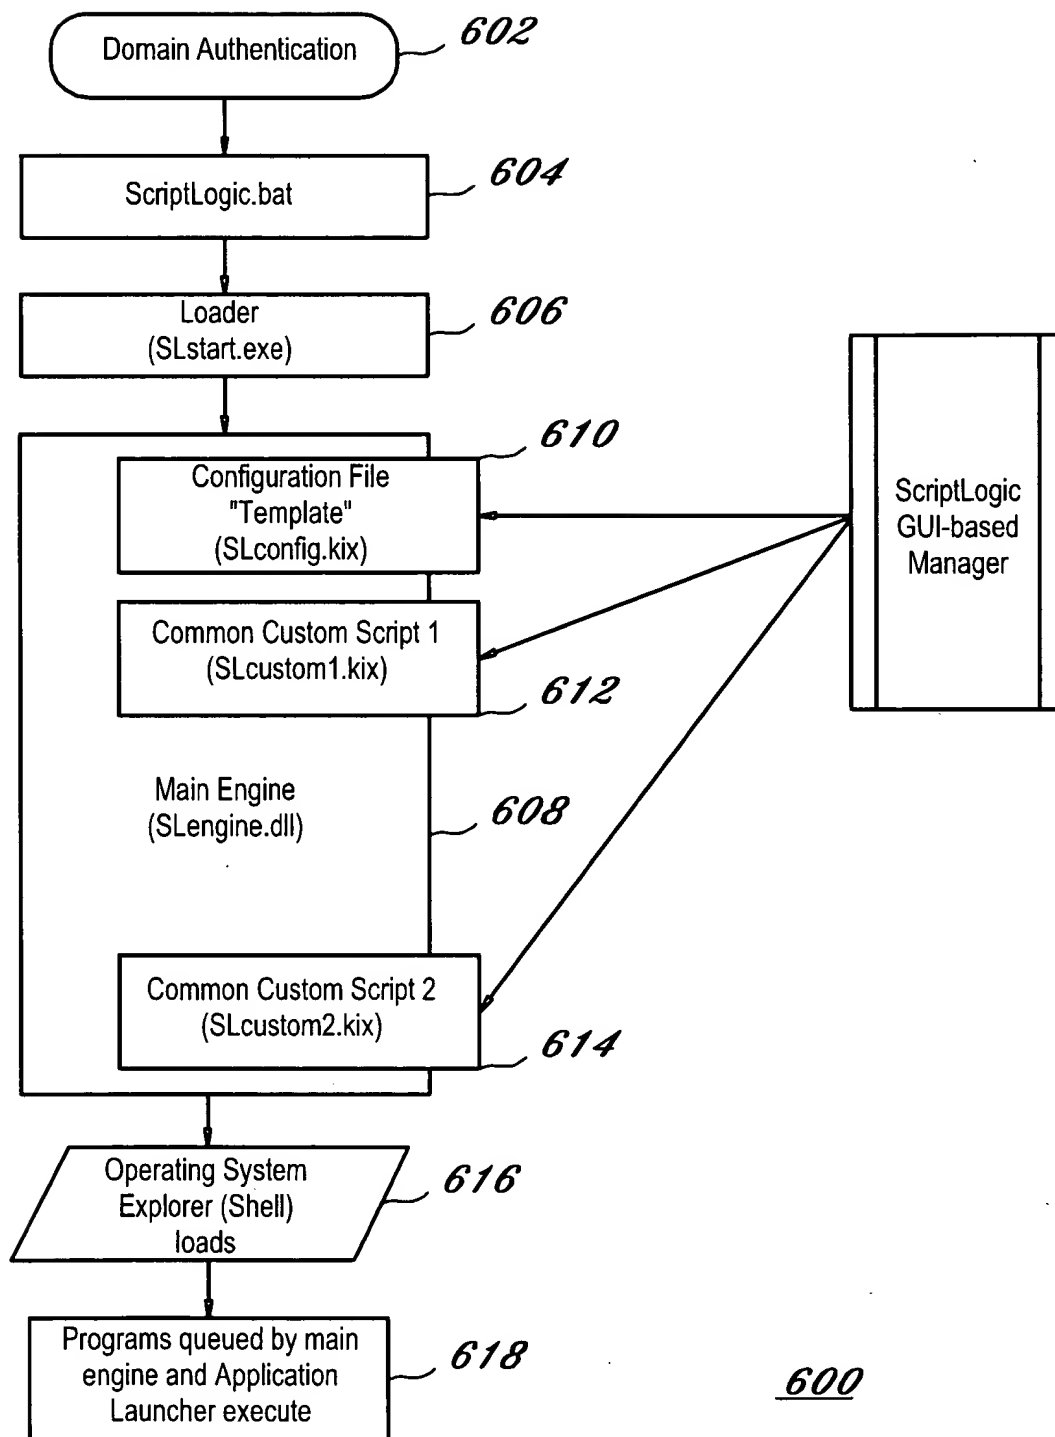 Domain Authentication
602
ScriptLogic.bat
604
Loader
(SLstart.exe)
606
610
Configuration File
"Template"
(SLconfig.kix)
ScriptLogic
GUI-based
Manager
Common Custom Script 1
(SLcustom1.kix)
612
Main Engine
(SLengine.dll)
608
Common Custom Script 2
(SLcustom2.kix)
614
Operating System
Explorer (Shell)
loads
616
Programs queued by main
engine and Application
Launcher execute
618
600